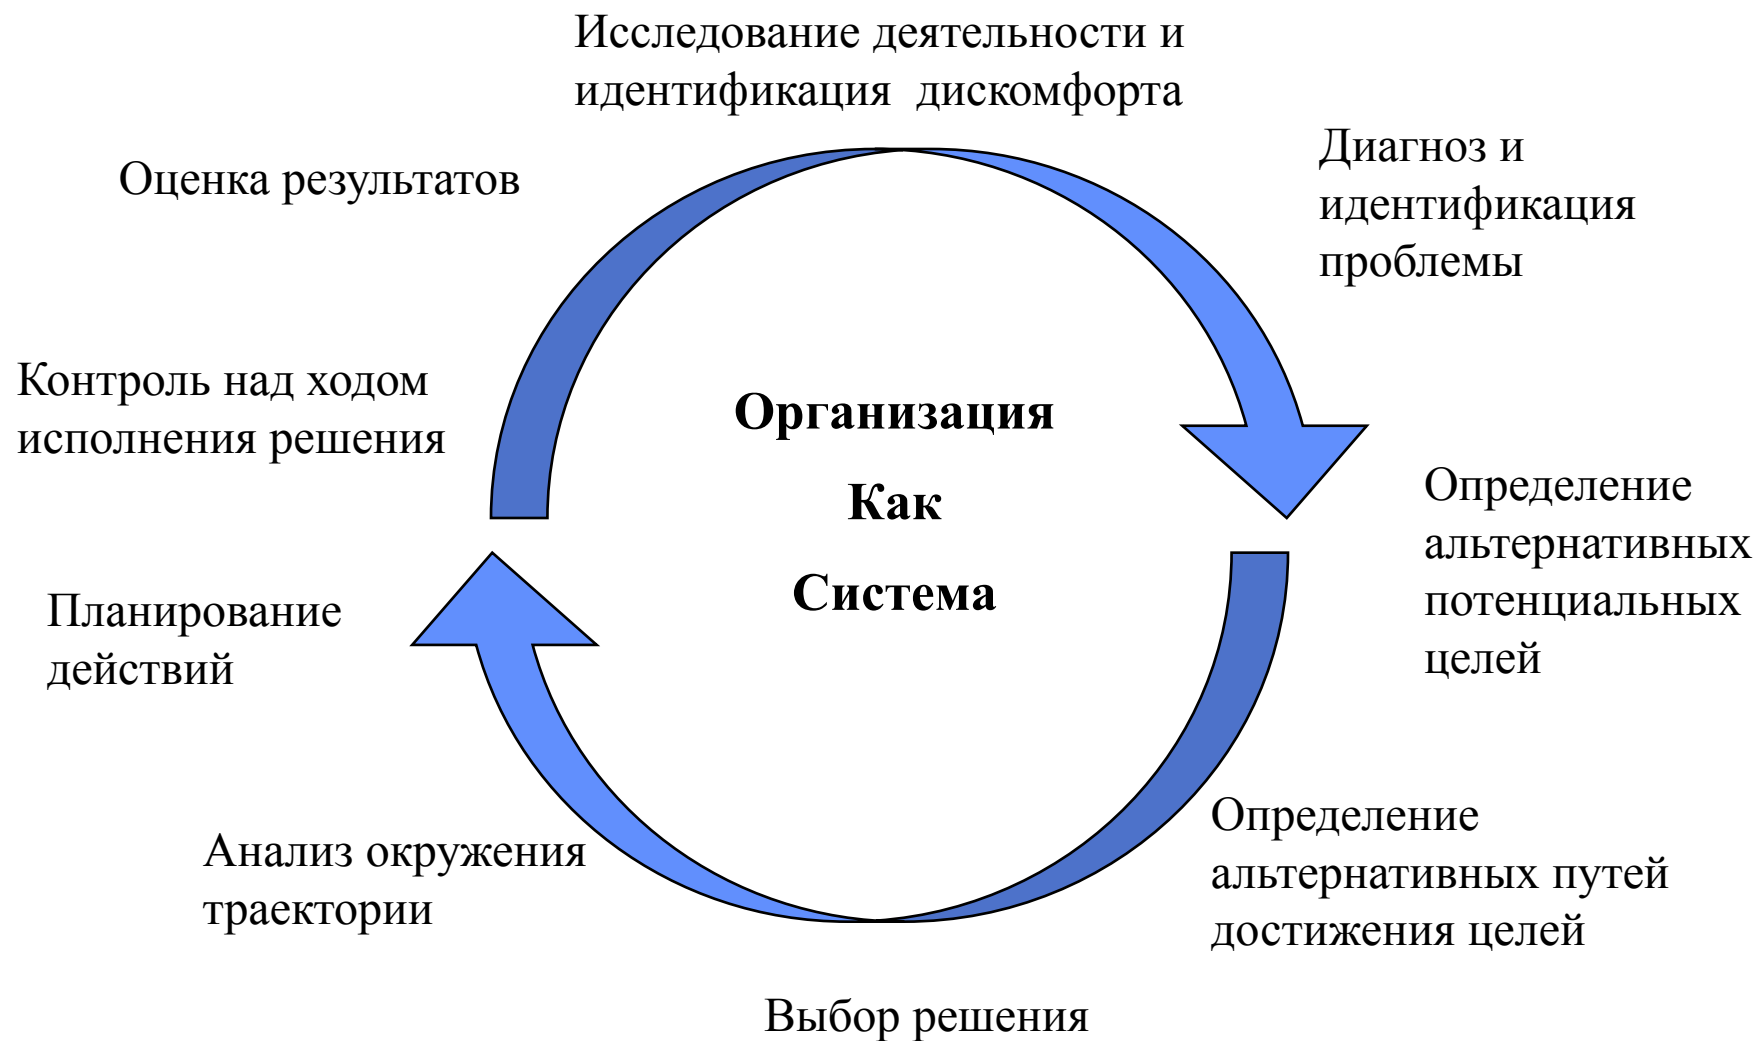 Исследование деятельности и
идентификация дискомфорта
Диагноз и
идентификация
проблемы
Оценка результатов
Контроль над ходом
исполнения решения
Организация
Как
Система
Определение
альтернативных
потенциальных
целей
Планирование
действий
Определение
альтернативных путей
достижения целей
Анализ окружения
траектории
Выбор решения